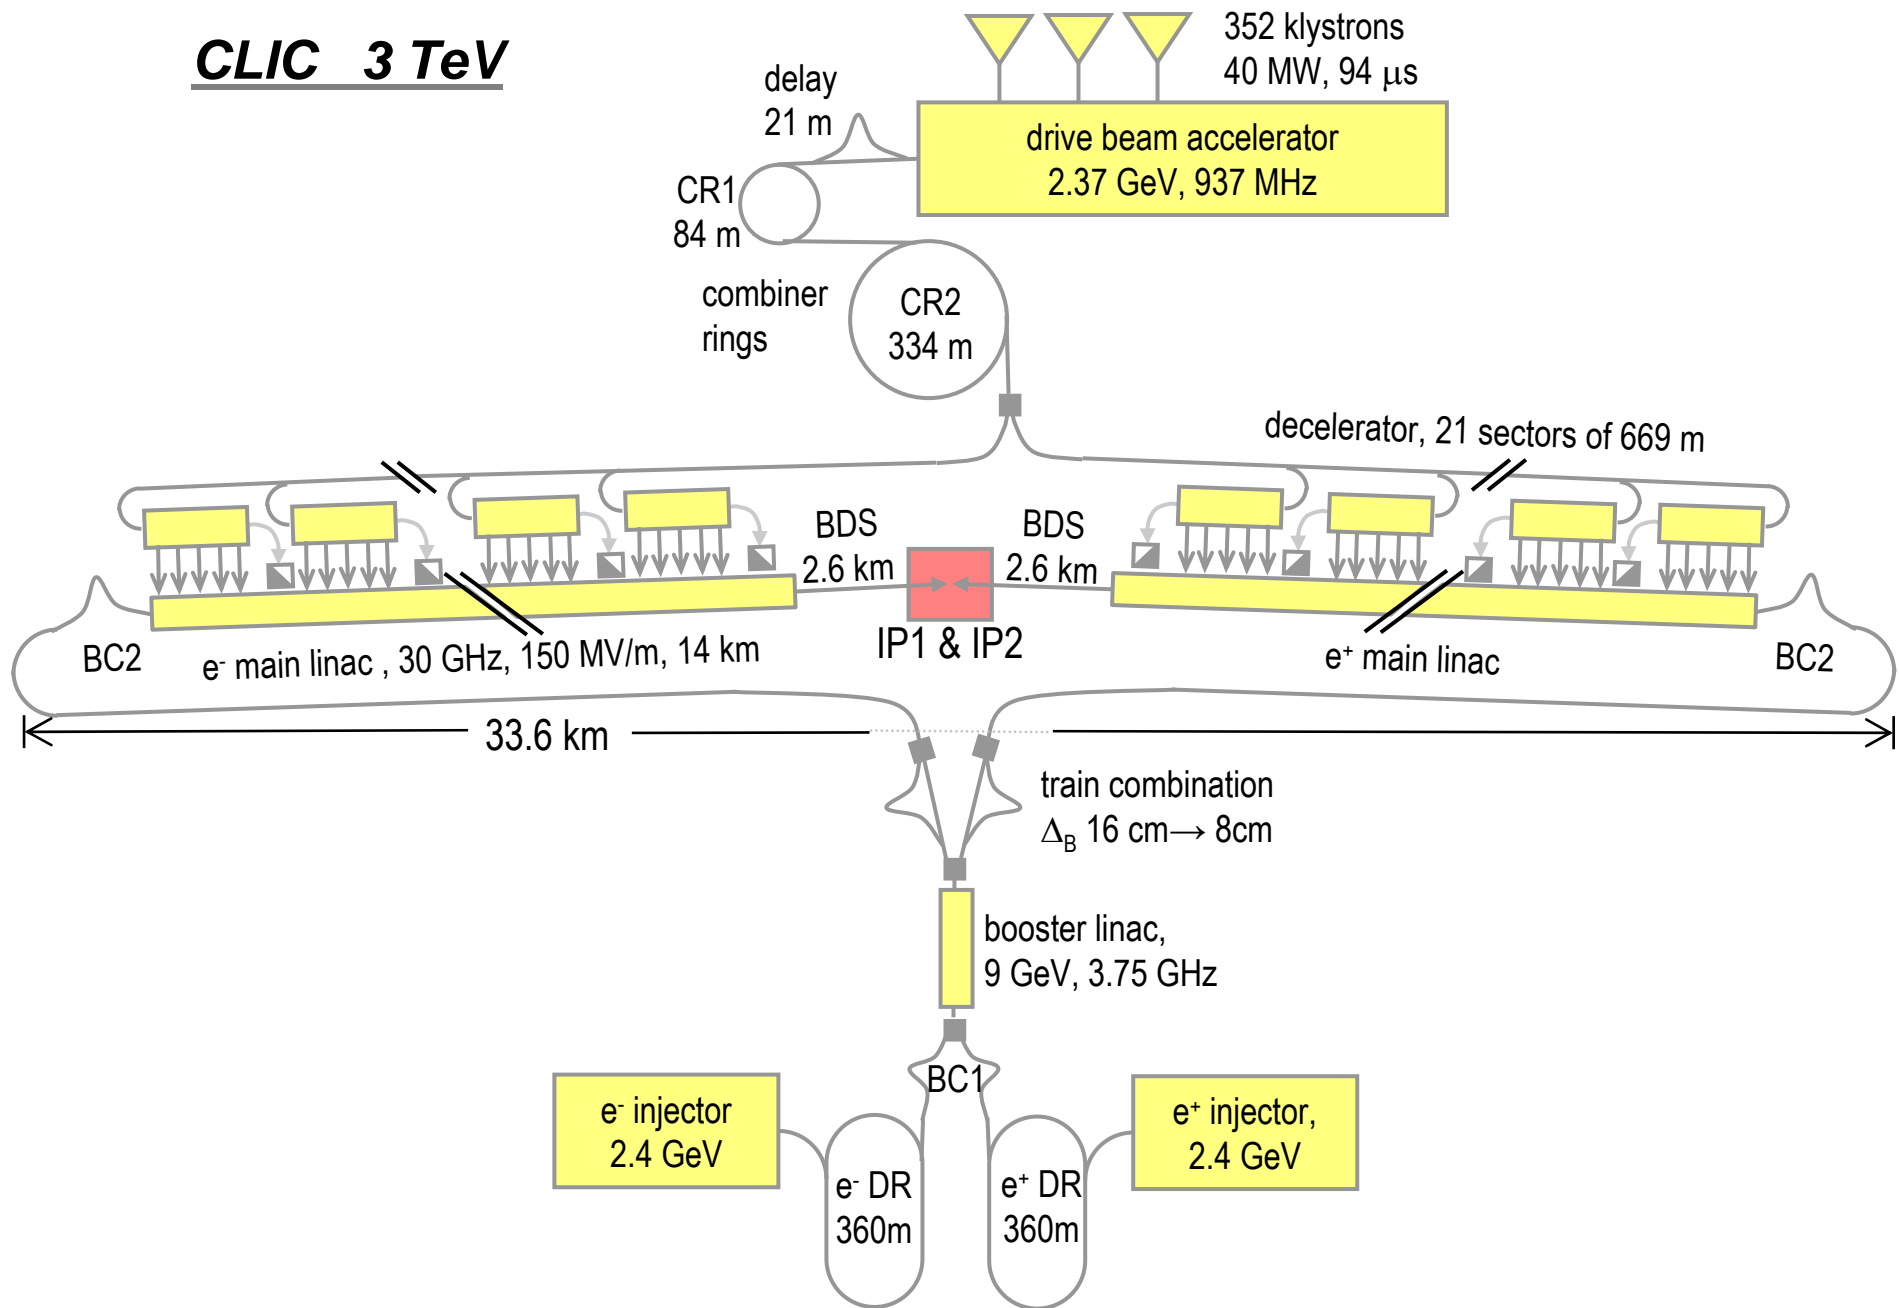 CLIC 3 TeV
352 klystrons
40 MW, 94 μs
delay
21 m
drive beam accelerator
2.37 GeV, 937 MHz
CR1
84 m
combiner
rings
CR2
334 m
decelerator, 21 sectors of 669 m
BDS
2.6 km
BDS
2.6 km
IP1 & IP2
BC2
e- main linac , 30 GHz, 150 MV/m, 14 km
e+ main linac
BC2
33.6 km
train combination
ΔB 16 cm→ 8cm
booster linac,
9 GeV, 3.75 GHz
BC1
e- injector
2.4 GeV
e+ injector,
2.4 GeV
e- DR
360m
e+ DR
360m